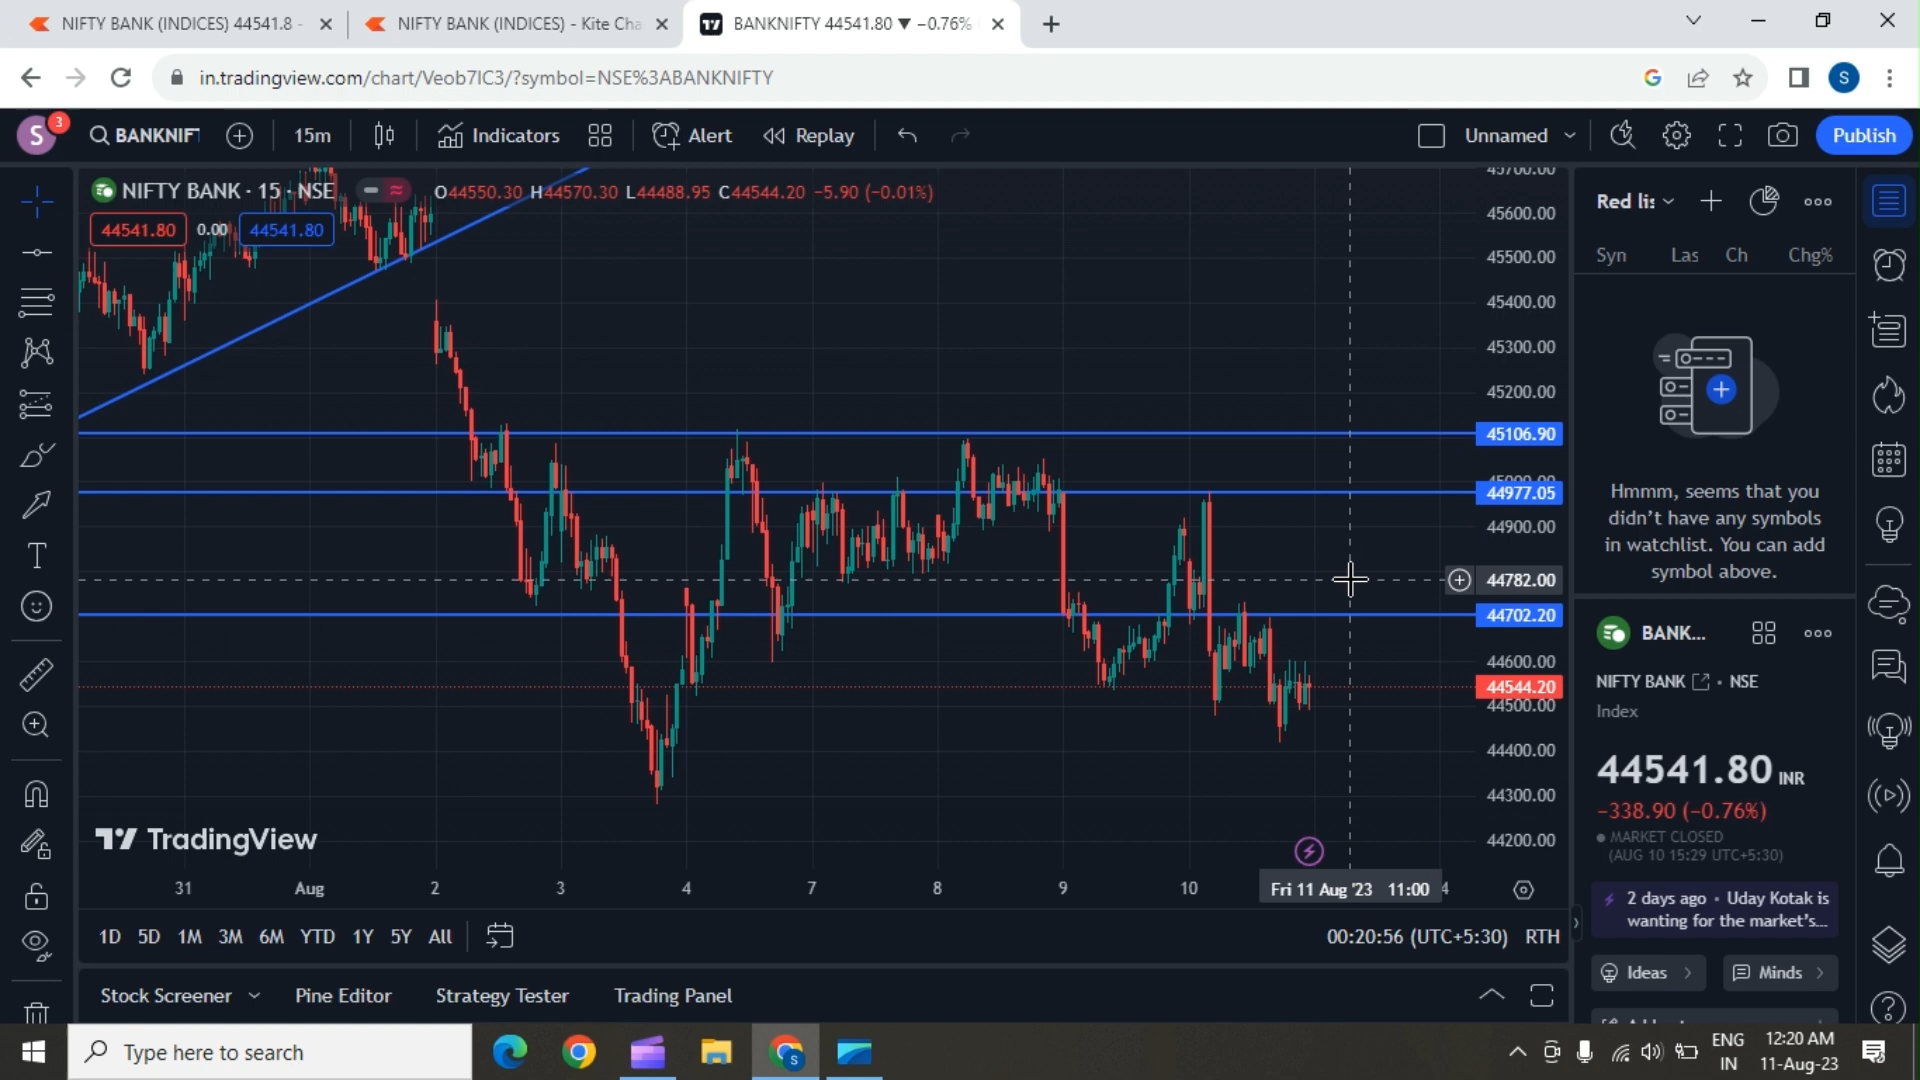 NIFTY BANK (INDICES) 44541.8 -
NIFTY BANK (INDICES) - Kite Cha
BANKNIFTY 44541.80 ▼ −0.76%
in.tradingview.com/chart/Veob7IC3/?symbol=NSE%3ABANKNIFTY
G
S
S
3
BANKNIFT
15m
Indicators
Alert
Replay
Unnamed
Publish
NIFTY BANK · 15 · NSE
O44550.30 H44570.30 L44488.95 C44544.20 −5.90 (−0.01%)
44541.80
0.00
44541.80
45700.00
45600.00
45500.00
45400.00
45300.00
45200.00
45106.90
45000.00
44977.05
44900.00
44782.00
44702.20
44600.00
44544.20
44500.00
44400.00
44300.00
44200.00
TradingView
31
Aug
2
3
4
7
8
9
10
Fri 11 Aug '23 11:00
4
1D
5D
1M
3M
6M
YTD
1Y
5Y
All
00:20:56 (UTC+5:30)
RTH
Stock Screener
Pine Editor
Strategy Tester
Trading Panel
Red lis
Syn
Las
Ch
Chg%
Hmmm, seems that you
didn't have any symbols
in watchlist. You can add
symbol above.
BANK...
NIFTY BANK · NSE
Index
44541.80 INR
−338.90 (−0.76%)
MARKET CLOSED
(AUG 10 15:29 UTC+5:30)
2 days ago · Uday Kotak is
wanting for the market's...
Ideas
Minds
Type here to search
S
ENG
IN
12:20 AM
11-Aug-23